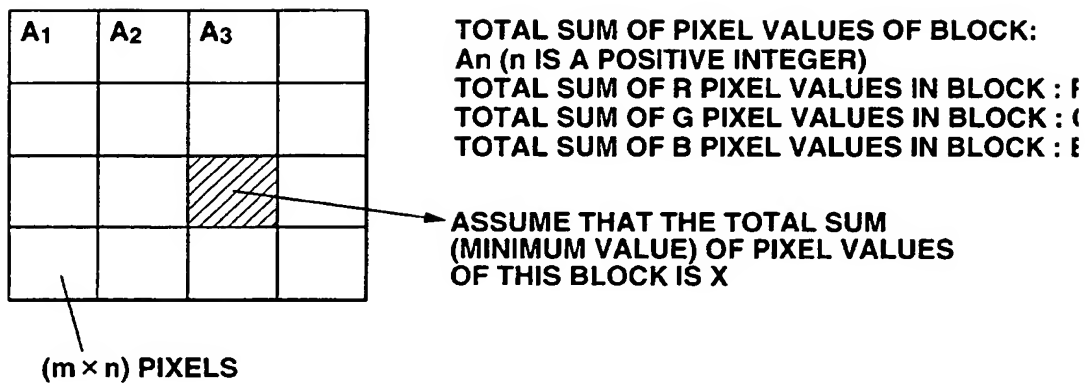 A1 A2 A3
TOTAL SUM OF PIXEL VALUES OF BLOCK:
An (n IS A POSITIVE INTEGER)
TOTAL SUM OF R PIXEL VALUES IN BLOCK :
TOTAL SUM OF G PIXEL VALUES IN BLOCK :
TOTAL SUM OF B PIXEL VALUES IN BLOCK :
ASSUME THAT THE TOTAL SUM
(MINIMUM VALUE) OF PIXEL VALUES
OF THIS BLOCK IS X
(m × n) PIXELS